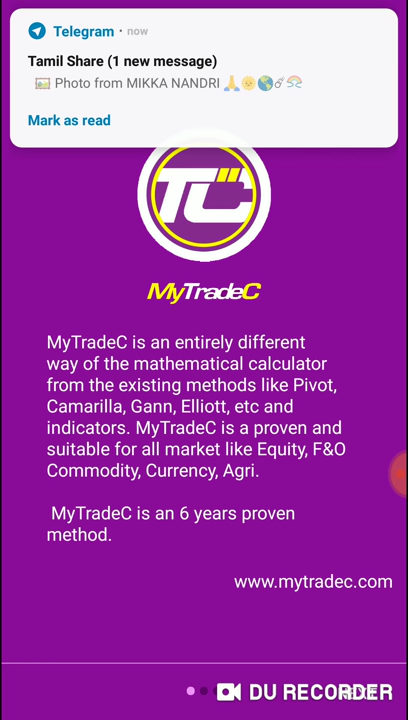 Telegram • now
Tamil Share (1 new message)
🖼️ Photo from MIKKA NANDRI 🙏🌞🌎☄️🌈
Mark as read
TC
MyTradeC
MyTradeC is an entirely different
way of the mathematical calculator
from the existing methods like Pivot,
Camarilla, Gann, Elliott, etc and
indicators. MyTradeC is a proven and
suitable for all market like Equity, F&O
Commodity, Currency, Agri.
MyTradeC is an 6 years proven
method.
www.mytradec.com
DU RECORDER